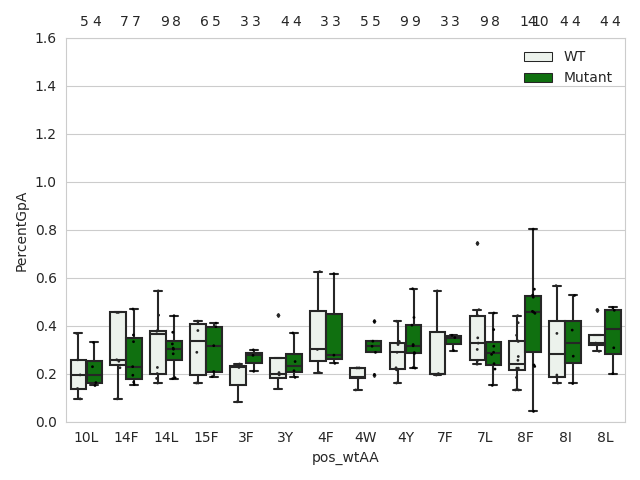 5 4 7 7 9 8 6 5 3 3 4 4 3 3 5 5 9 9 3 3 9 8 1410 4 4 4 4
1.6
WT
Mutant
1.4
1.2
1.0
0.8
0.6
0.4
0.2
0.0
PercentGpA
10L 14F 14L 15F 3F 3Y 4F 4W 4Y 7F 7L 8F 8I 8L
pos_wtAA